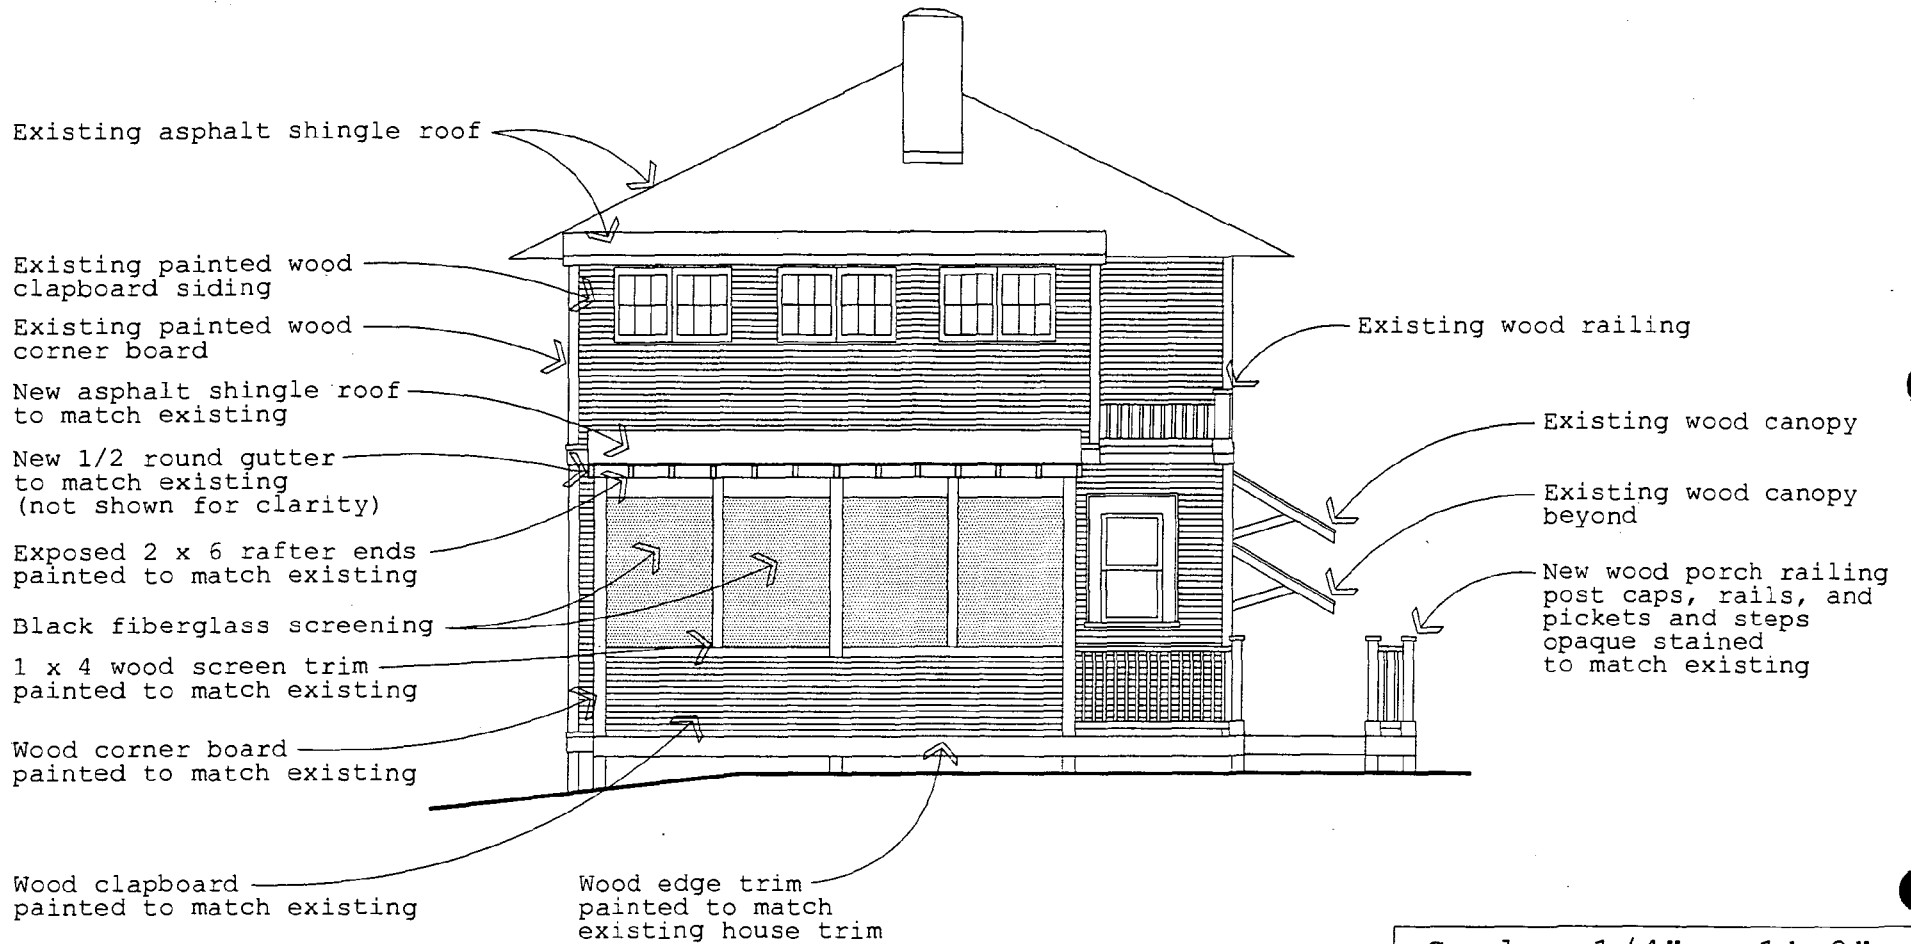 Existing asphalt shingle roof
Existing painted wood
clapboard siding
Existing painted wood
corner board
New asphalt shingle roof
to match existing
New 1/2 round gutter
to match existing
(not shown for clarity)
Exposed 2 x 6 rafter ends
painted to match existing
Black fiberglass screening
1 x 4 wood screen trim
painted to match existing
Wood corner board
painted to match existing
Wood clapboard
painted to match existing
Wood edge trim
painted to match
existing house trim
Existing wood railing
Existing wood canopy
Existing wood canopy
beyond
New wood porch railing
post caps, rails, and
pickets and steps
opaque stained
to match existing